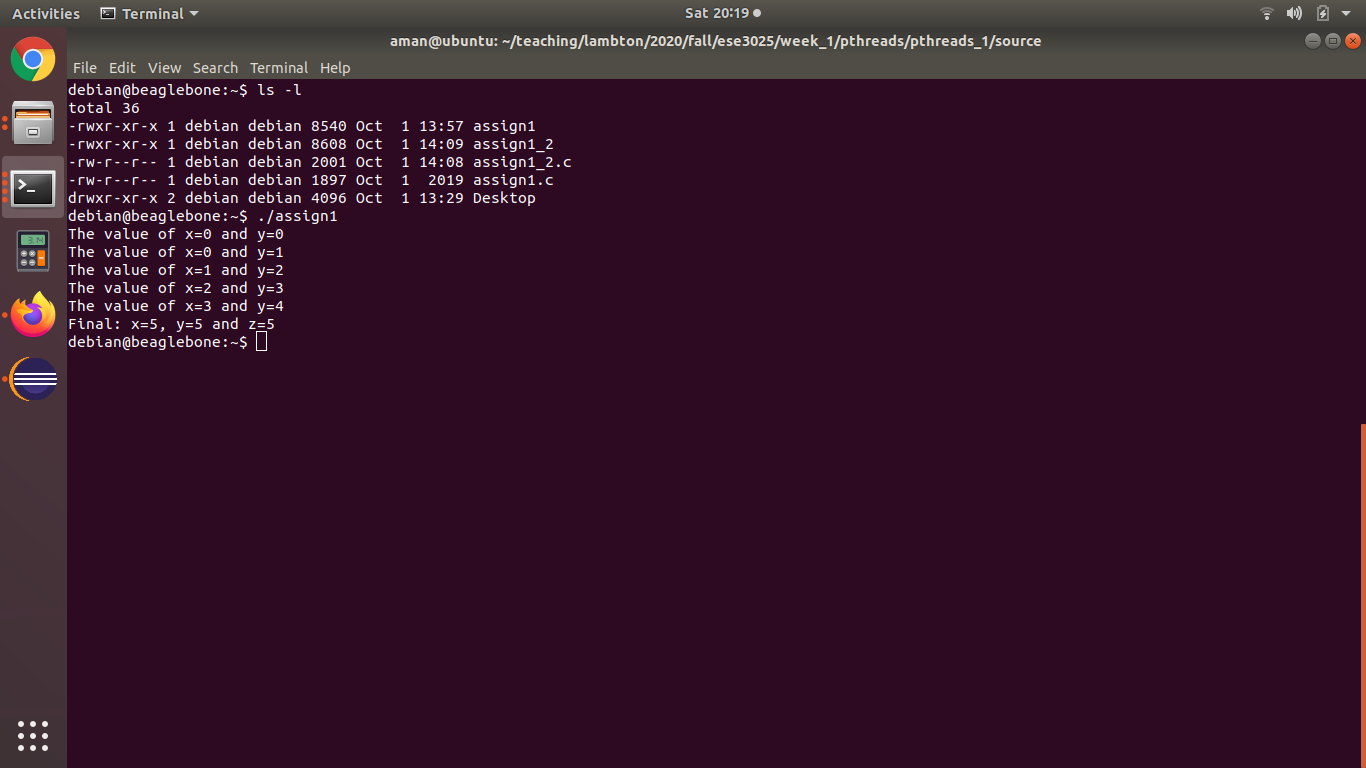 Activities Terminal Sat 20:19
aman@ubuntu: ~/teaching/lambton/2020/fall/ese3025/week_1/pthreads/pthreads_1/source
File Edit View Search Terminal Help
debian@beaglebone:~$ ls -l
total 36
-rwxr-xr-x 1 debian debian 8540 Oct  1 13:57 assign1
-rwxr-xr-x 1 debian debian 8608 Oct  1 14:09 assign1_2
-rw-r--r-- 1 debian debian 2001 Oct  1 14:08 assign1_2.c
-rw-r--r-- 1 debian debian 1897 Oct  1  2019 assign1.c
drwxr-xr-x 2 debian debian 4096 Oct  1 13:29 Desktop
debian@beaglebone:~$ ./assign1
The value of x=0 and y=0
The value of x=0 and y=1
The value of x=1 and y=2
The value of x=2 and y=3
The value of x=3 and y=4
Final: x=5, y=5 and z=5
debian@beaglebone:~$